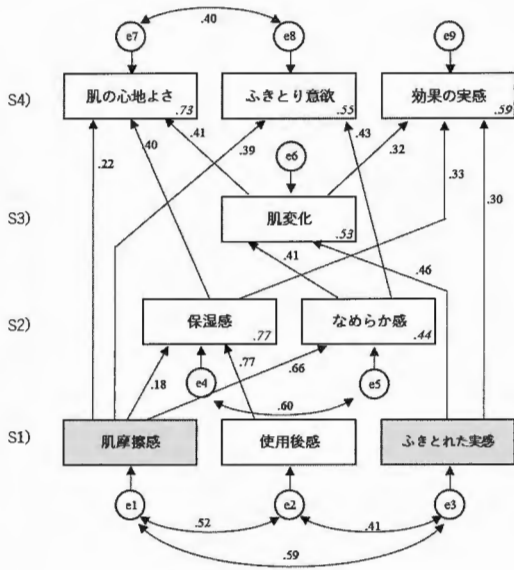 .40
e7 e8 e9
S4) 肌の心地よさ .73 ふきとり意欲 .55 効果の実感 .59
.22 .40 .41 .39 e6 .43 .32 .33 .30
S3) 肌変化 .53
.41 .46
S2) 保湿感 .77 なめらか感 .44
.18 e4 .77 .66 e5
.60
S1) 肌摩擦感 使用後感 ふきとれた実感
e1 .52 e2 .41 e3
.59